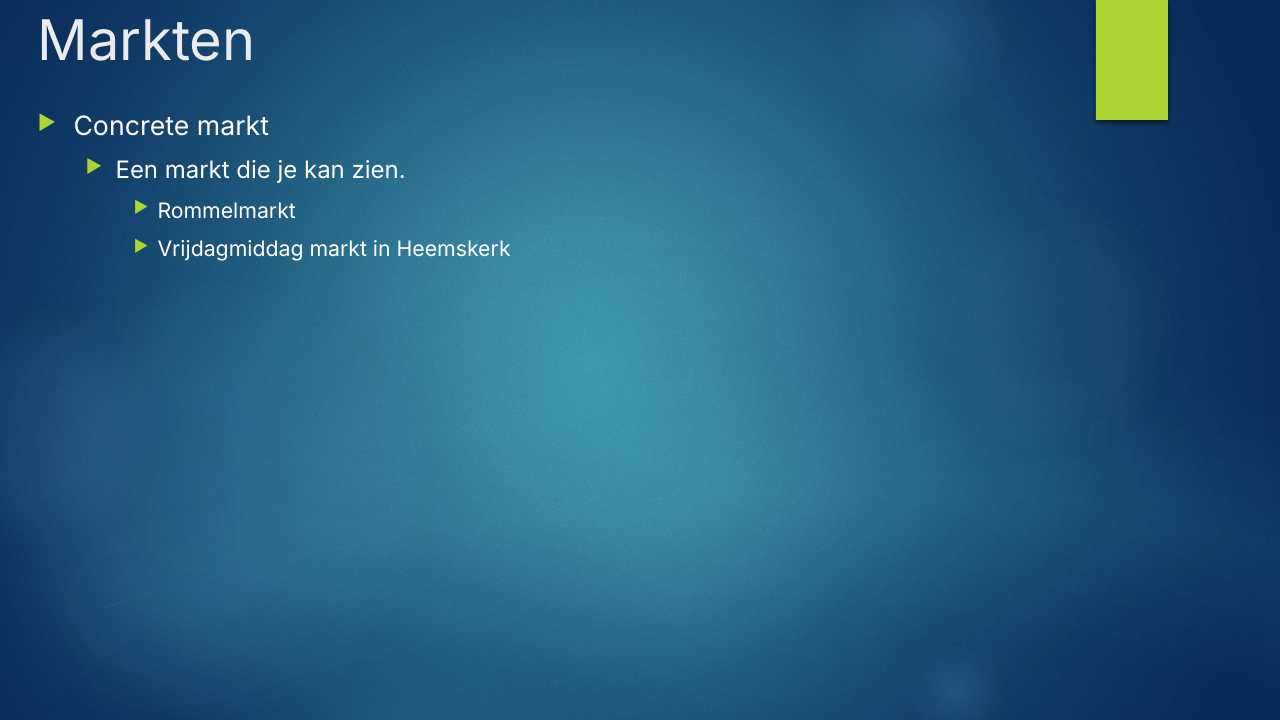 Markten
Concrete markt
Een markt die je kan zien.
Rommelmarkt
Vrijdagmiddag markt in Heemskerk